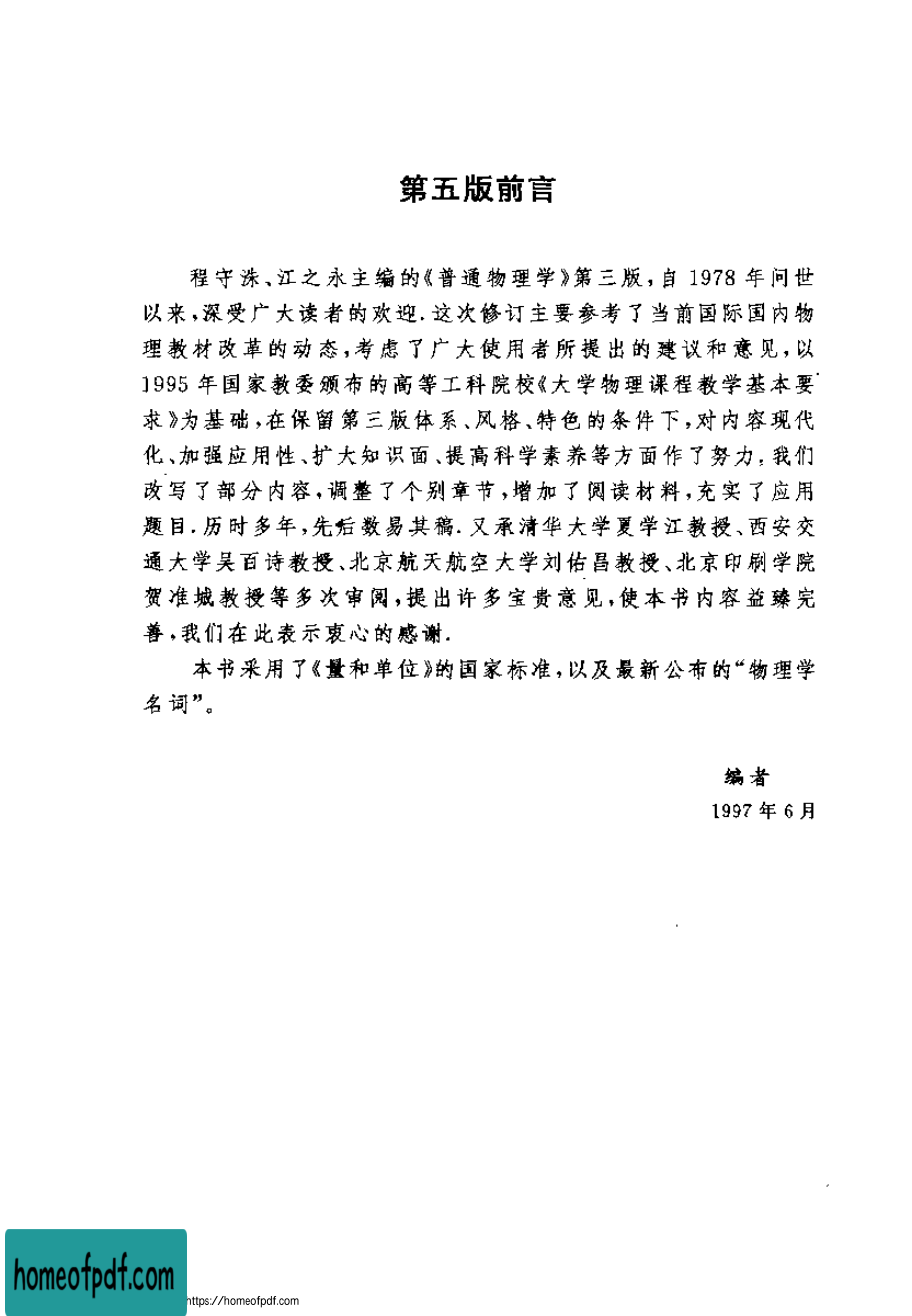 第五版前言
程守洙、江之永主编的《普通物理学》第三版,自 1978 年问世
以来,深受广大读者的欢迎.这次修订主要参考了当前国际国内物
理教材改革的动态,考虑了广大使用者所提出的建议和意见,以
1995 年国家教委颁布的高等工科院校《大学物理课程教学基本要
求》为基础,在保留第三版体系、风格、特色的条件下,对内容现代
化、加强应用性、扩大知识面、提高科学素养等方面作了努力.我们
改写了部分内容,调整了个别章节,增加了阅读材料,充实了应用
题目.历时多年,先后数易其稿.又承清华大学夏学江教授、西安交
通大学吴百诗教授、北京航天航空大学刘佑昌教授、北京印刷学院
贺准城教授等多次审阅,提出许多宝贵意见,使本书内容益臻完
善,我们在此表示衷心的感谢.
本书采用了《量和单位》的国家标准,以及最新公布的“物理学
名词”。
编者
1997 年 6 月
homeofpdf.com
https://homeofpdf.com